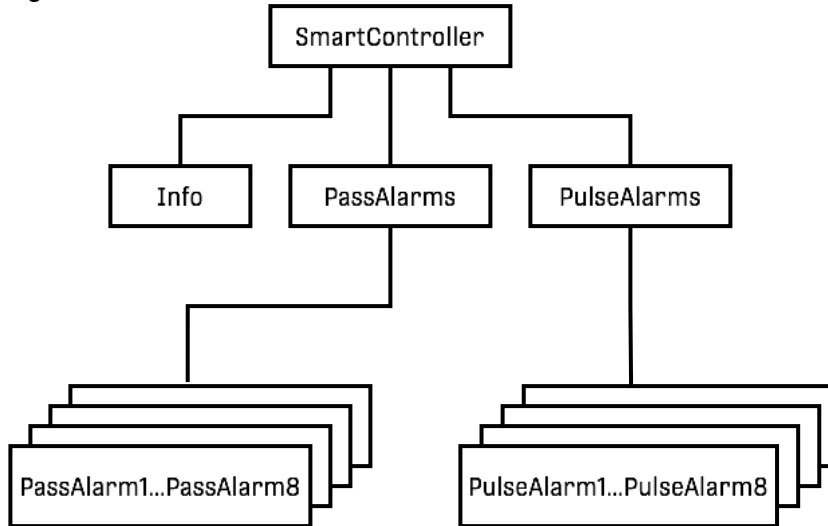 SmartController
Info
PassAlarms
PulseAlarms
PassAlarm1...PassAlarm8
PulseAlarm1...PulseAlarm8